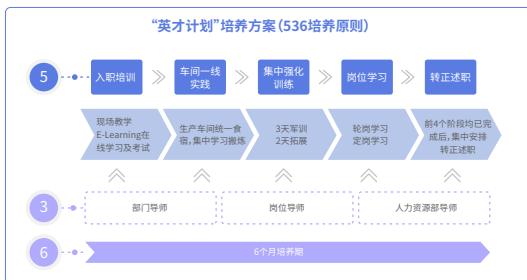 “英才计划”培养方案（536培养原则）
5
入职培训
车间一线
实践
集中强化
训练
岗位学习
转正述职
现场教学
E-Learning在
线学习及考试
生产车间统一食
宿，集中学习搬炼
3天军训
2天拓展
轮岗学习
定岗学习
前4个阶段均已完
成后，集中安排
转正述职
3
部门导师
岗位导师
人力资源部导师
6
6个月培养期